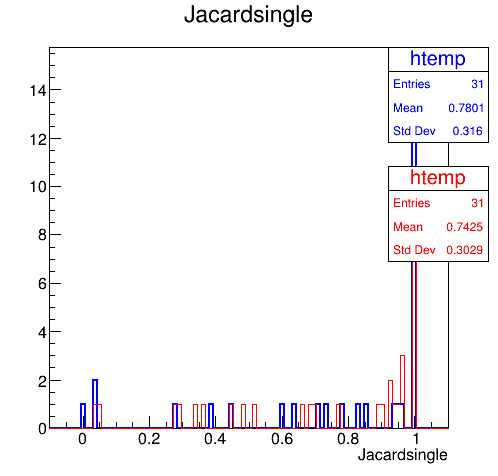 Jacardsingle
htemp
Entries 31
Mean 0.7801
Std Dev 0.316
htemp
Entries 31
Mean 0.7425
Std Dev 0.3029
14
12
10
8
6
4
2
0
0 0.2 0.4 0.6 0.8 1
Jacardsingle